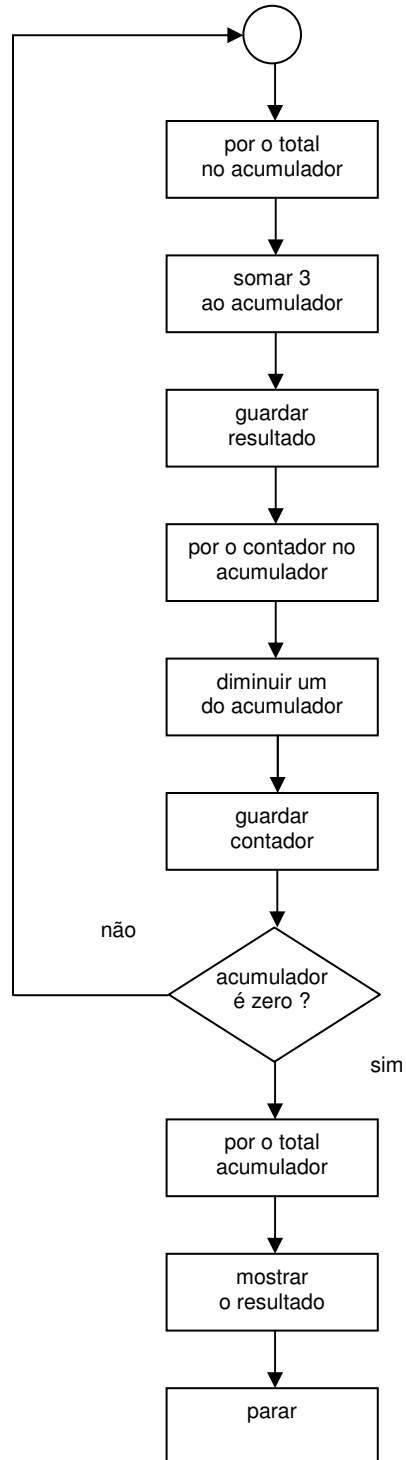 por o total
no acumulador
somar 3
ao acumulador
guardar
resultado
por o contador no
acumulador
diminuir um
do acumulador
guardar
contador
não
acumulador
é zero ?
sim
por o total
acumulador
mostrar
o resultado
parar